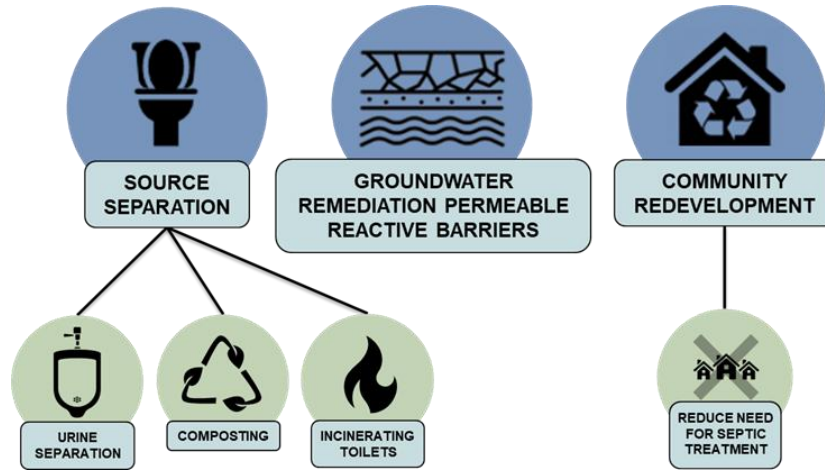 SOURCE
SEPARATION
GROUNDWATER
REMEDIATION PERMEABLE
REACTIVE BARRIERS
COMMUNITY
REDEVELOPMENT
URINE
SEPARATION
COMPOSTING
INCINERATING
TOILETS
REDUCE NEED
FOR SEPTIC
TREATMENT